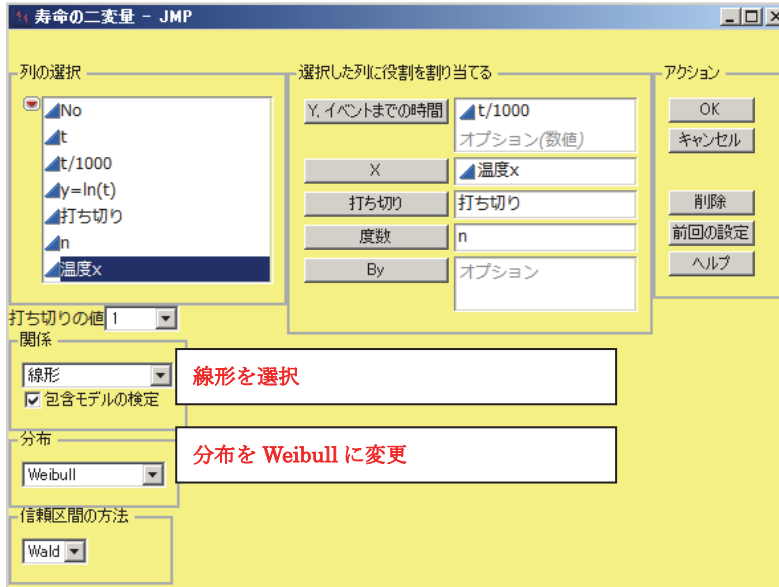 寿命の二変量 - JMP
列の選択
No
t
t/1000
y=ln(t)
打ち切り
n
温度x
選択した列に役割を割り当てる
Y, イベントまでの時間
t/1000
オプション(数値)
X
温度x
打ち切り
打ち切り
度数
n
By
オプション
アクション
OK
キャンセル
削除
前回の設定
ヘルプ
打ち切りの値 1
関係
線形
包含モデルの検定
線形を選択
分布
Weibull
分布を Weibull に変更
信頼区間の方法
Wald